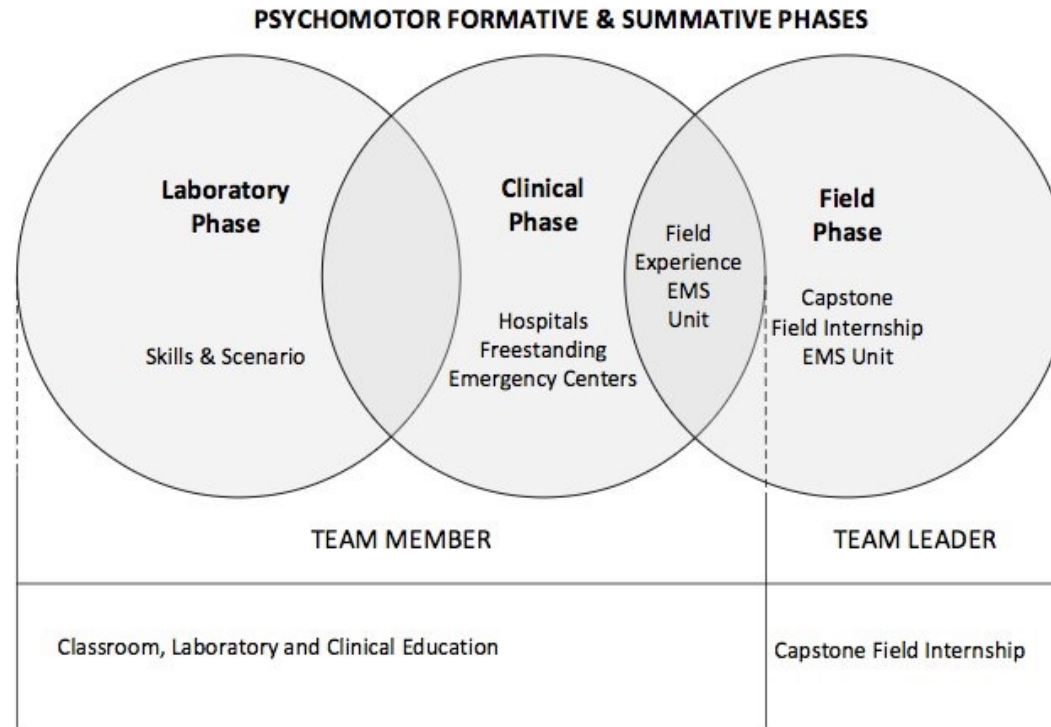 PSYCHOMOTOR FORMATIVE & SUMMATIVE PHASES
Laboratory
Phase
Skills & Scenario
Clinical
Phase
Hospitals
Freestanding
Emergency Centers
Field
Experience
EMS
Unit
Field
Phase
Capstone
Field Internship
EMS Unit
TEAM MEMBER
TEAM LEADER
Classroom, Laboratory and Clinical Education
Capstone Field Internship